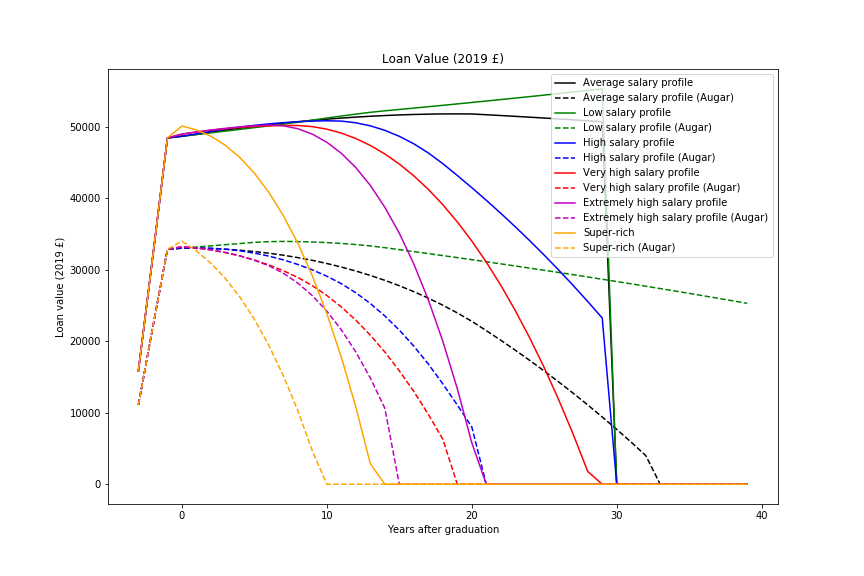 Loan Value (2019 £)
Loan value (2019 £)
50000
40000
30000
20000
10000
0
Average salary profile
Average salary profile (Augar)
Low salary profile
Low salary profile (Augar)
High salary profile
High salary profile (Augar)
Very high salary profile
Very high salary profile (Augar)
Extremely high salary profile
Extremely high salary profile (Augar)
Super-rich
Super-rich (Augar)
0 10 20 30 40
Years after graduation